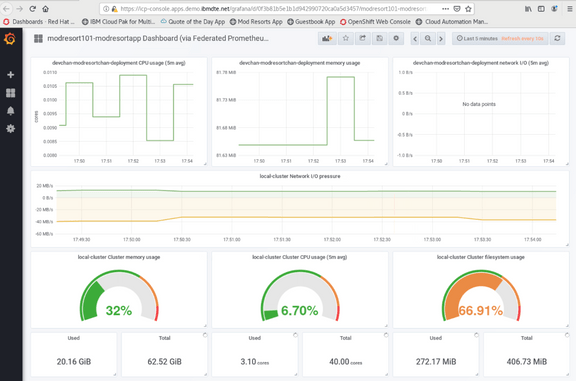 https://icp-console.apps.demo.ibmdte.net/grafana/d/0f3b81b5e1b1d942990720ca0a5d3457/modresort101-modresor
Dashboards - Red Hat ... IBM Cloud Pak for Multi... Quote of the Day APP Mod Resorts App Guestbook App OpenShift Web Console Cloud Automation Man...
modresort101-modresortapp Dashboard (via Federated Prometheu...
Last 5 minutes Refresh every 10s
devchan-modresortchan-deployment CPU usage (5m avg)
cores
0.0110
0.0105
0.0100
0.0095
0.0090
17:50 17:51 17:52 17:53 17:54
devchan-modresortchan-deployment memory usage
81.78 MiB
81.73 MiB
81.68 MiB
81.63 MiB
17:50 17:51 17:52 17:53 17:54
devchan-modresortchan-deployment network I/O (5m avg)
1.0 B/s
0.5 B/s
0 B/s
-0.5 B/s
-1.0 B/s
No data points
17:50 17:51 17:52 17:53 17:54
local-cluster Network I/O pressure
20 MB/s
0 B/s
-20 MB/s
-40 MB/s
-60 MB/s
17:49:30 17:50:00 17:50:30 17:51:00 17:51:30 17:52:00 17:52:30 17:53:00 17:53:30 17:54:00
local-cluster Cluster memory usage
32%
local-cluster Cluster CPU usage (5m avg)
6.70%
local-cluster Cluster filesystem usage
66.91%
Used Total Used Total Used Total
20.16 GiB 62.52 GiB 3.10 cores 40.00 cores 272.17 MiB 406.73 MiB